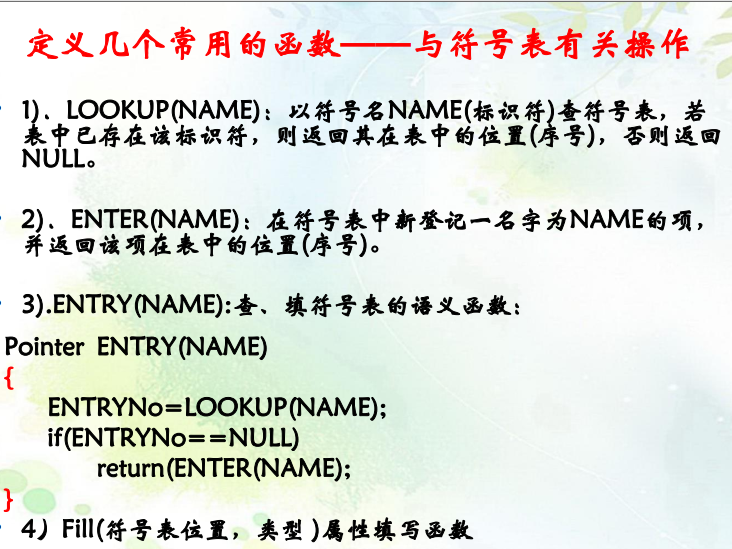 定义几个常用的函数——与符号表有关操作
1)、LOOKUP(NAME)：以符号名NAME(标识符)查符号表，若
表中已存在该标识符，则返回其在表中的位置(序号)，否则返回
NULL。
2)、ENTER(NAME)：在符号表中新登记一名字为NAME的项，
并返回该项在表中的位置(序号)。
3).ENTRY(NAME):查、填符号表的语义函数：
Pointer ENTRY(NAME)
{
ENTRYNo=LOOKUP(NAME);
if(ENTRYNo==NULL)
return(ENTER(NAME);
}
4）Fill(符号表位置，类型 )属性填写函数